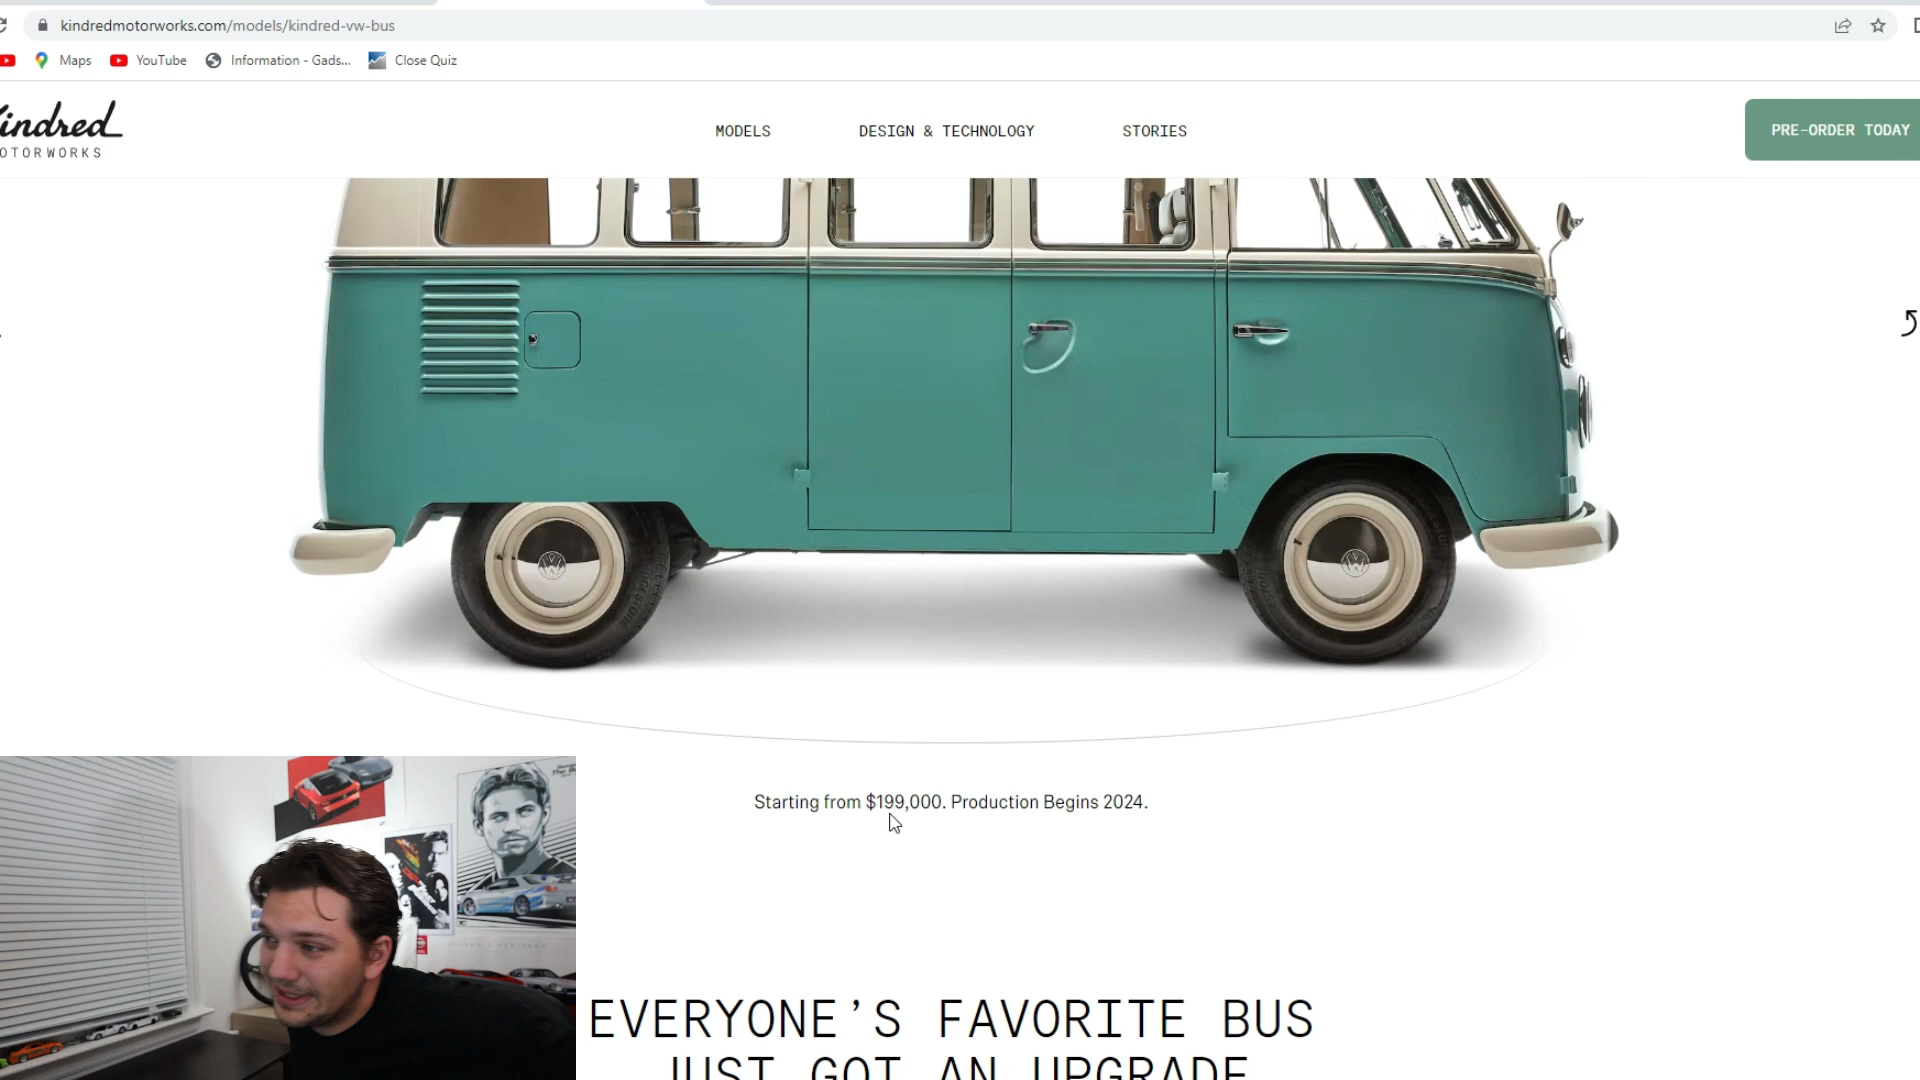 kindredmotorworks.com/models/kindred-vw-bus
Maps
YouTube
Information - Gads...
Close Quiz
Kindred
MOTORWORKS
MODELS
DESIGN & TECHNOLOGY
STORIES
PRE-ORDER TODAY
Starting from $199,000. Production Begins 2024.
EVERYONE’S FAVORITE BUS
JUST GOT AN UPGRADE